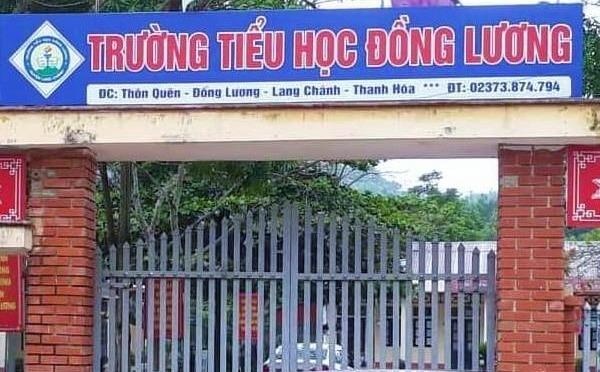 TRƯỜNG TIỂU HỌC ĐỒNG LƯƠNG
ĐC: Thôn Quên - Đồng Lương - Lang Chánh - Thanh Hóa *** ĐT: 02373.874.794